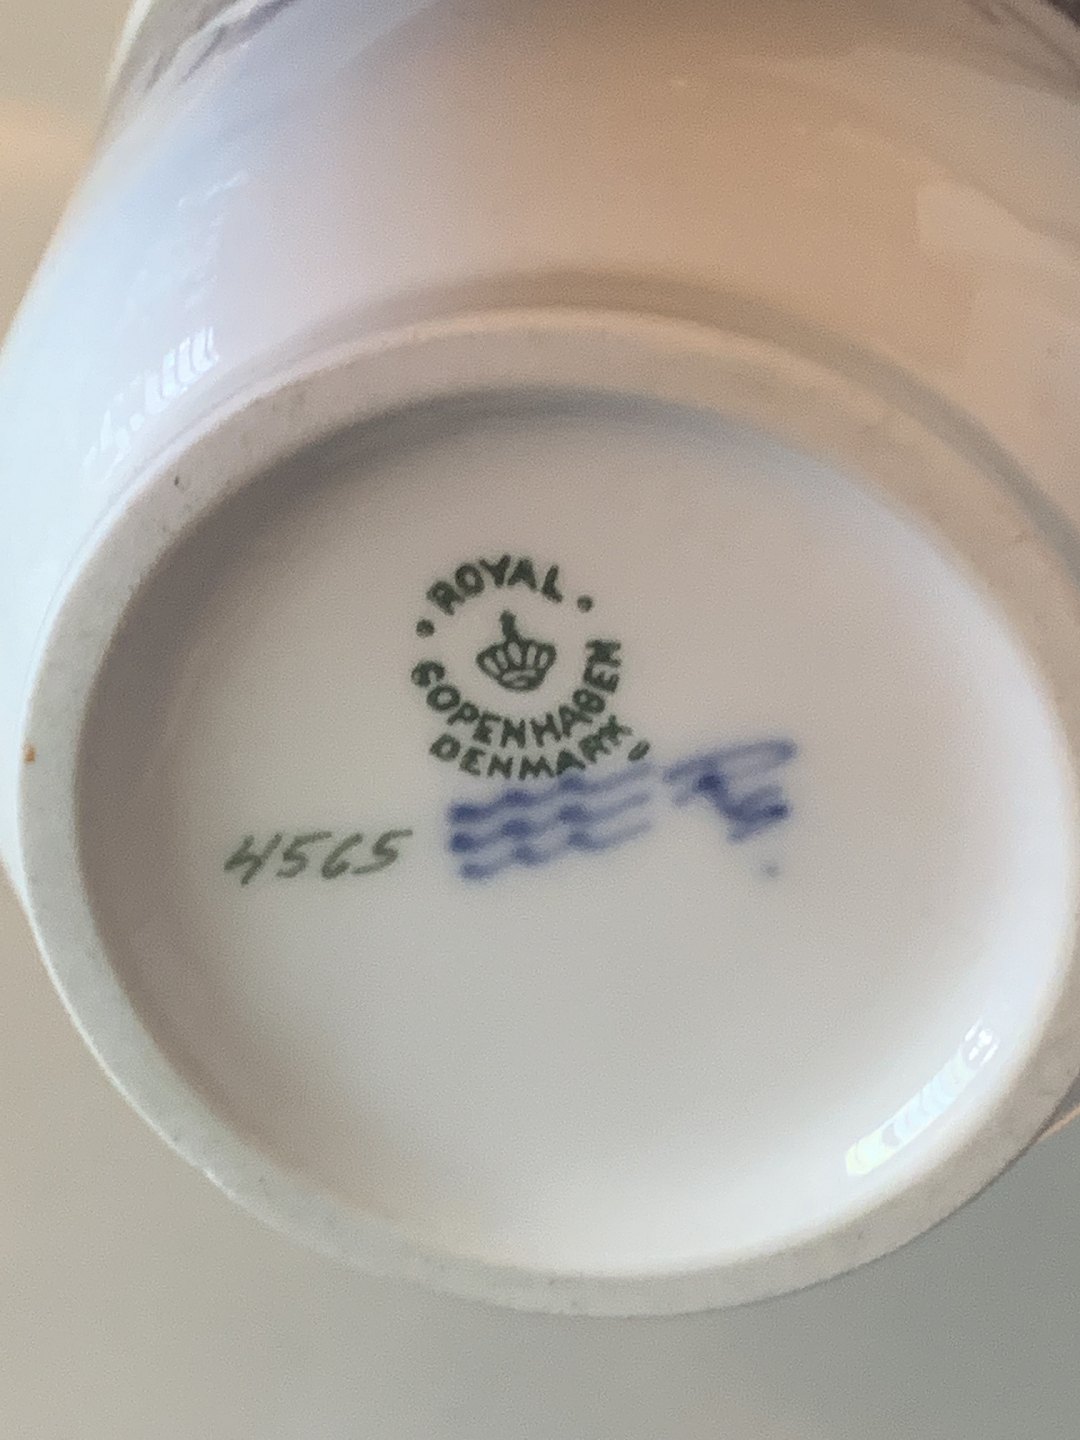 ROYAL
COPENHAGEN
DENMARK
4565